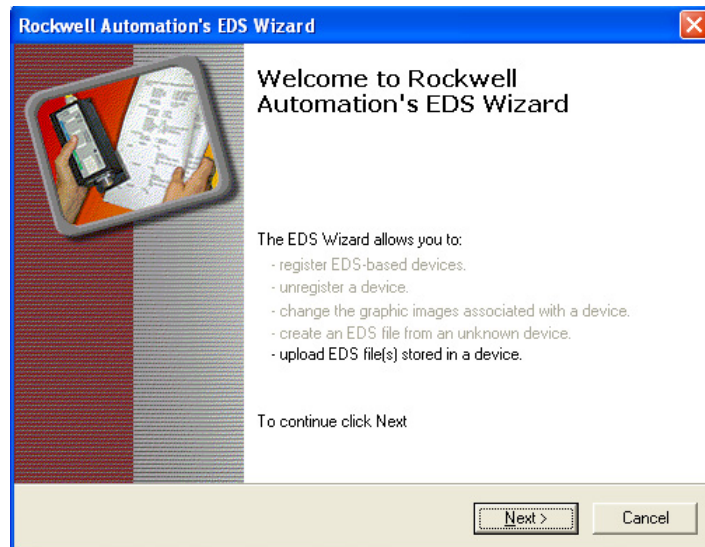 Rockwell Automation's EDS Wizard
Welcome to Rockwell
Automation's EDS Wizard
The EDS Wizard allows you to:
- register EDS-based devices.
- unregister a device.
- change the graphic images associated with a device.
- create an EDS file from an unknown device.
- upload EDS file(s) stored in a device.
To continue click Next
Next >
Cancel